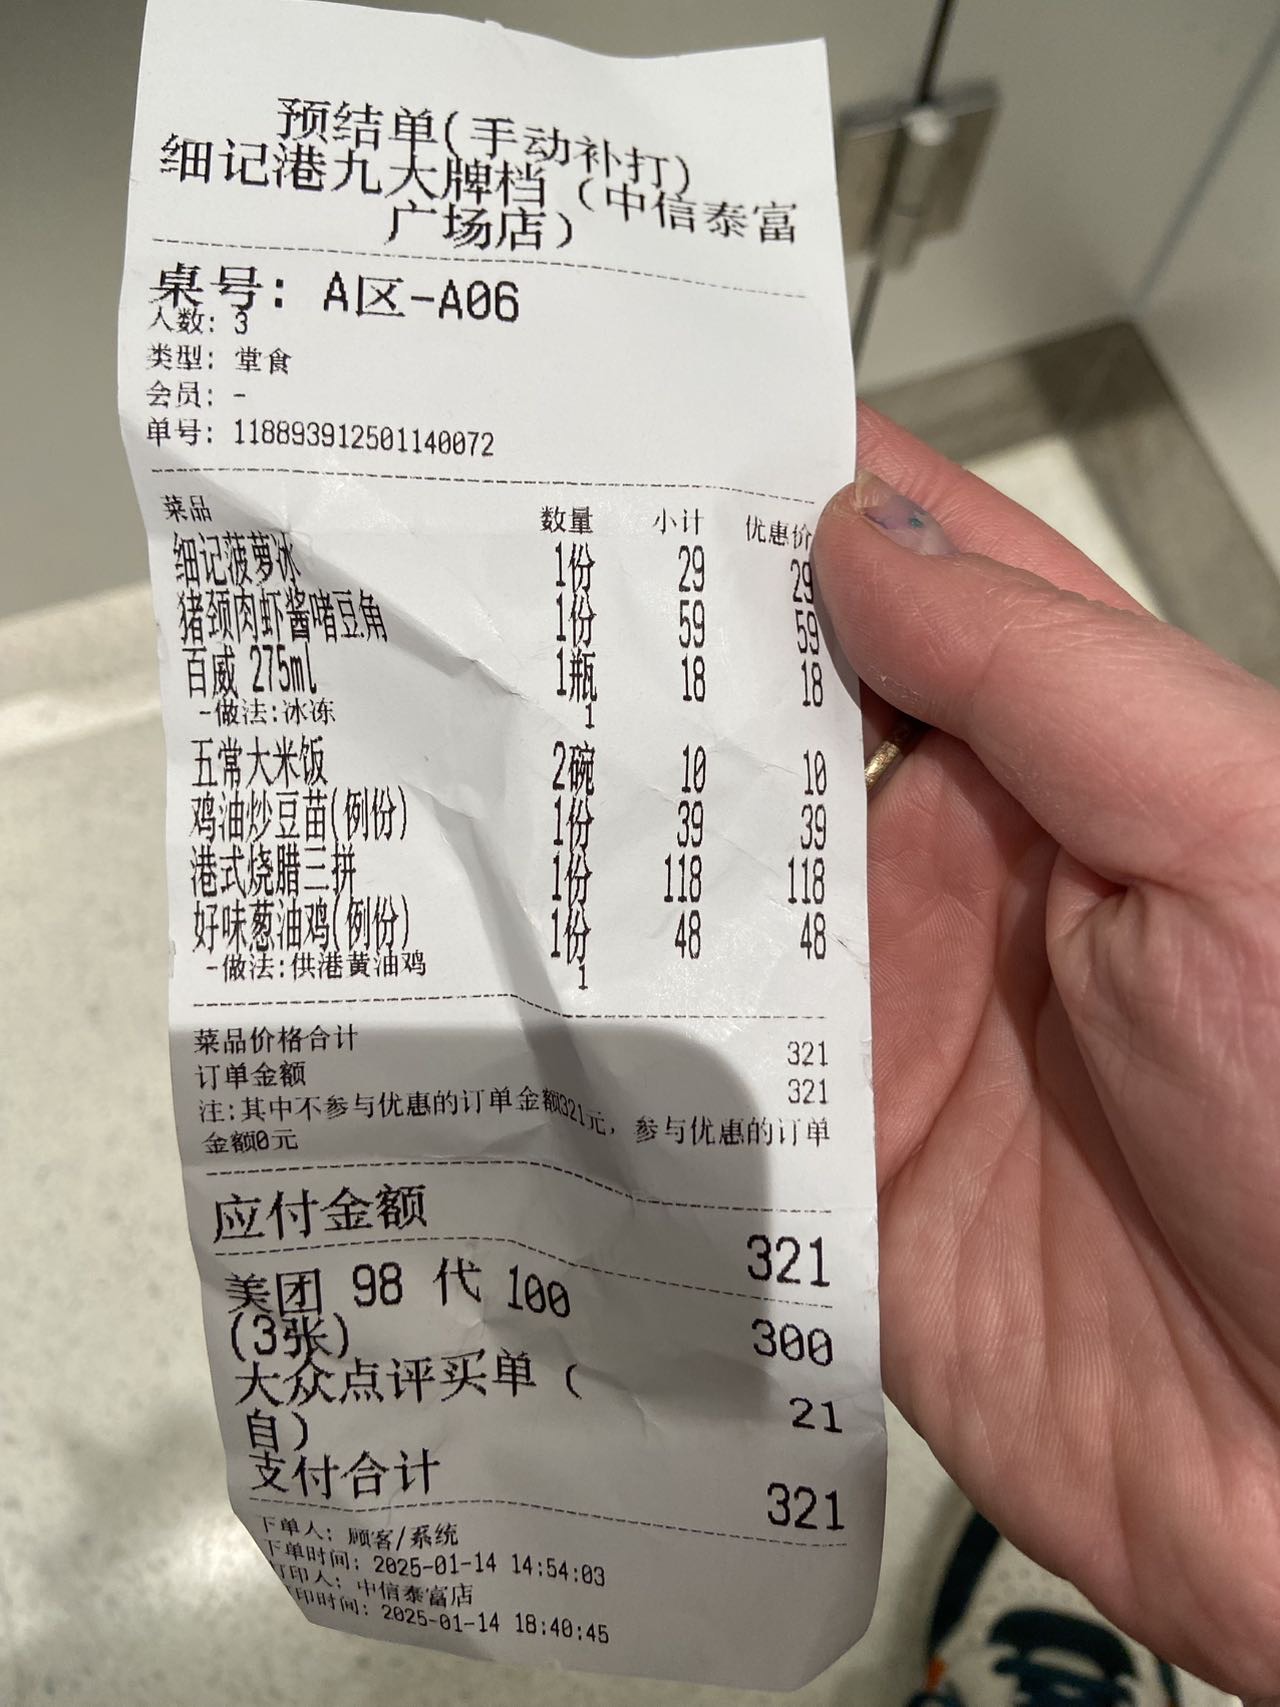 预结单(手动补打)
细记港九大牌档 (中信泰富
广场店)
桌号: A区-A06
人数: 3
类型: 堂食
会员: -
单号: 118893912501140072
菜品 数量 小计 优惠价
细记菠萝冰 1份 29 29
猪颈肉虾酱啫豆角 1份 59 59
百威 275ml 1瓶 18 18
-做法:冰冻 1
五常大米饭 2碗 10 10
鸡油炒豆苗(例份) 1份 39 39
港式烧腊三拼 1份 118 118
好味葱油鸡(例份) 1份 48 48
-做法:供港黄油鸡 1
菜品价格合计 321
订单金额 321
注:其中不参与优惠的订单金额321元, 参与优惠的订单
金额0元
应付金额 321
美团 98 代 100
(3张) 300
大众点评买单 (
自) 21
支付合计 321
下单人: 顾客/系统
下单时间: 2025-01-14 14:54:03
打印人: 中信泰富店
打印时间: 2025-01-14 18:40:45